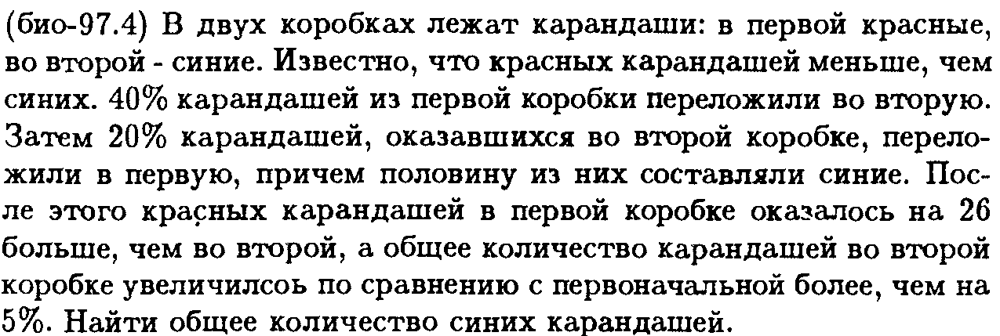 (био-97.4) В двух коробках лежат карандаши: в первой красные,
во второй - синие. Известно, что красных карандашей меньше, чем
синих. 40% карандашей из первой коробки переложили во вторую.
Затем 20% карандашей, оказавшихся во второй коробке, перело-
жили в первую, причем половину из них составляли синие. Пос-
ле этого красных карандашей в первой коробке оказалось на 26
больше, чем во второй, а общее количество карандашей во второй
коробке увеличилсоь по сравнению с первоначальной более, чем на
5%. Найти общее количество синих карандашей.